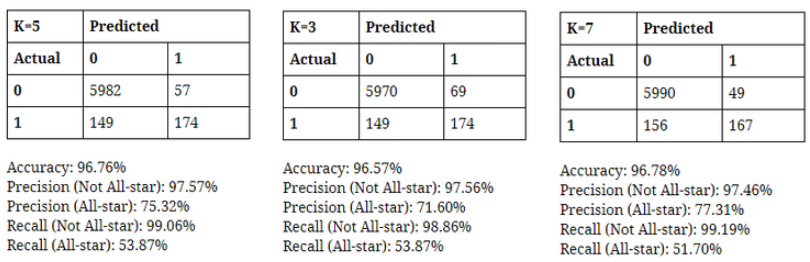 K=5 Predicted
Actual 0 1
0 5982 57
1 149 174
Accuracy: 96.76%
Precision (Not All-star): 97.57%
Precision (All-star): 75.32%
Recall (Not All-star): 99.06%
Recall (All-star): 53.87%
K=3 Predicted
Actual 0 1
0 5970 69
1 149 174
Accuracy: 96.57%
Precision (Not All-star): 97.56%
Precision (All-star): 71.60%
Recall (Not All-star): 98.86%
Recall (All-star): 53.87%
K=7 Predicted
Actual 0 1
0 5990 49
1 156 167
Accuracy: 96.78%
Precision (Not All-star): 97.46%
Precision (All-star): 77.31%
Recall (Not All-star): 99.19%
Recall (All-star): 51.70%